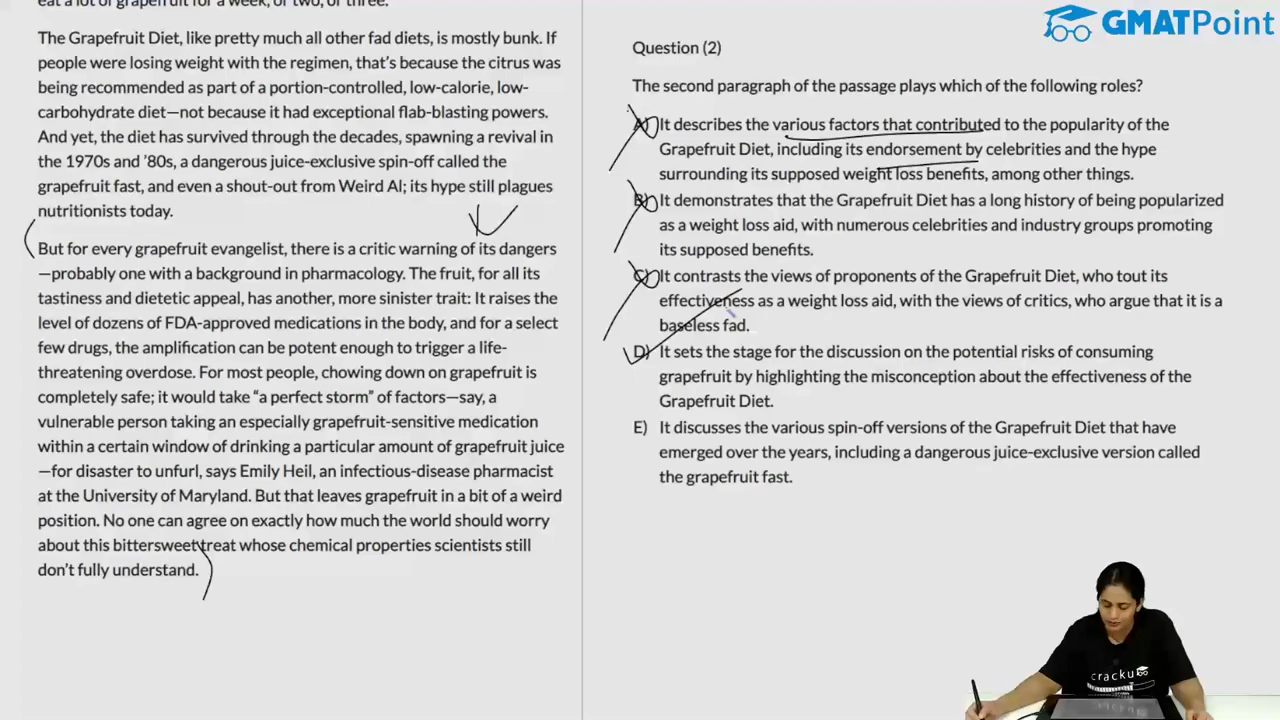 eat a lot of grapefruit for a week, or two, or three.
GMATPoint
The Grapefruit Diet, like pretty much all other fad diets, is mostly bunk. If
people were losing weight with the regimen, that's because the citrus was
being recommended as part of a portion-controlled, low-calorie, low-
carbohydrate diet—not because it had exceptional flab-blasting powers.
And yet, the diet has survived through the decades, spawning a revival in
the 1970s and '80s, a dangerous juice-exclusive spin-off called the
grapefruit fast, and even a shout-out from Weird Al; its hype still plagues
nutritionists today.
But for every grapefruit evangelist, there is a critic warning of its dangers
—probably one with a background in pharmacology. The fruit, for all its
tastiness and dietetic appeal, has another, more sinister trait: It raises the
level of dozens of FDA-approved medications in the body, and for a select
few drugs, the amplification can be potent enough to trigger a life-
threatening overdose. For most people, chowing down on grapefruit is
completely safe; it would take "a perfect storm" of factors—say, a
vulnerable person taking an especially grapefruit-sensitive medication
within a certain window of drinking a particular amount of grapefruit juice
—for disaster to unfurl, says Emily Heil, an infectious-disease pharmacist
at the University of Maryland. But that leaves grapefruit in a bit of a weird
position. No one can agree on exactly how much the world should worry
about this bittersweet treat whose chemical properties scientists still
don't fully understand.
Question (2)
The second paragraph of the passage plays which of the following roles?
A) It describes the various factors that contributed to the popularity of the
Grapefruit Diet, including its endorsement by celebrities and the hype
surrounding its supposed weight loss benefits, among other things.
B) It demonstrates that the Grapefruit Diet has a long history of being popularized
as a weight loss aid, with numerous celebrities and industry groups promoting
its supposed benefits.
C) It contrasts the views of proponents of the Grapefruit Diet, who tout its
effectiveness as a weight loss aid, with the views of critics, who argue that it is a
baseless fad.
D) It sets the stage for the discussion on the potential risks of consuming
grapefruit by highlighting the misconception about the effectiveness of the
Grapefruit Diet.
E) It discusses the various spin-off versions of the Grapefruit Diet that have
emerged over the years, including a dangerous juice-exclusive version called
the grapefruit fast.
cracku